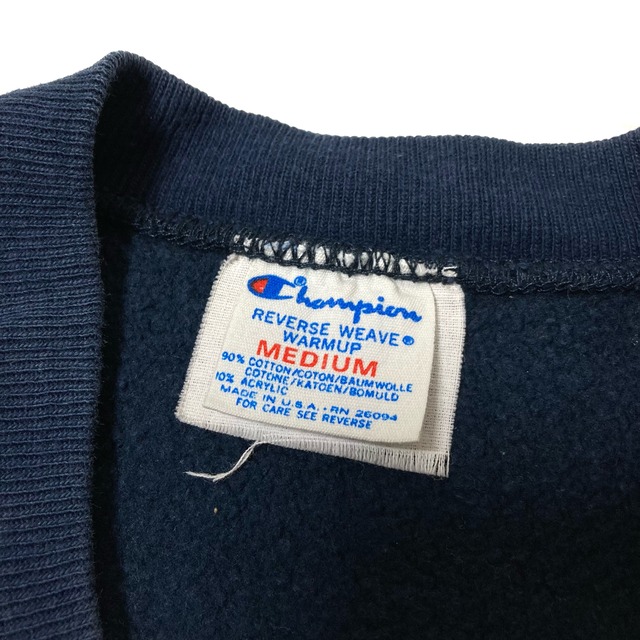 Champion
REVERSE WEAVE®
WARMUP
MEDIUM
90% COTTON/COTON/BAUMWOLLE
COTONE/KATOEN/BOMULD
10% ACRYLIC
MADE IN U.S.A. RN 26094
FOR CARE SEE REVERSE